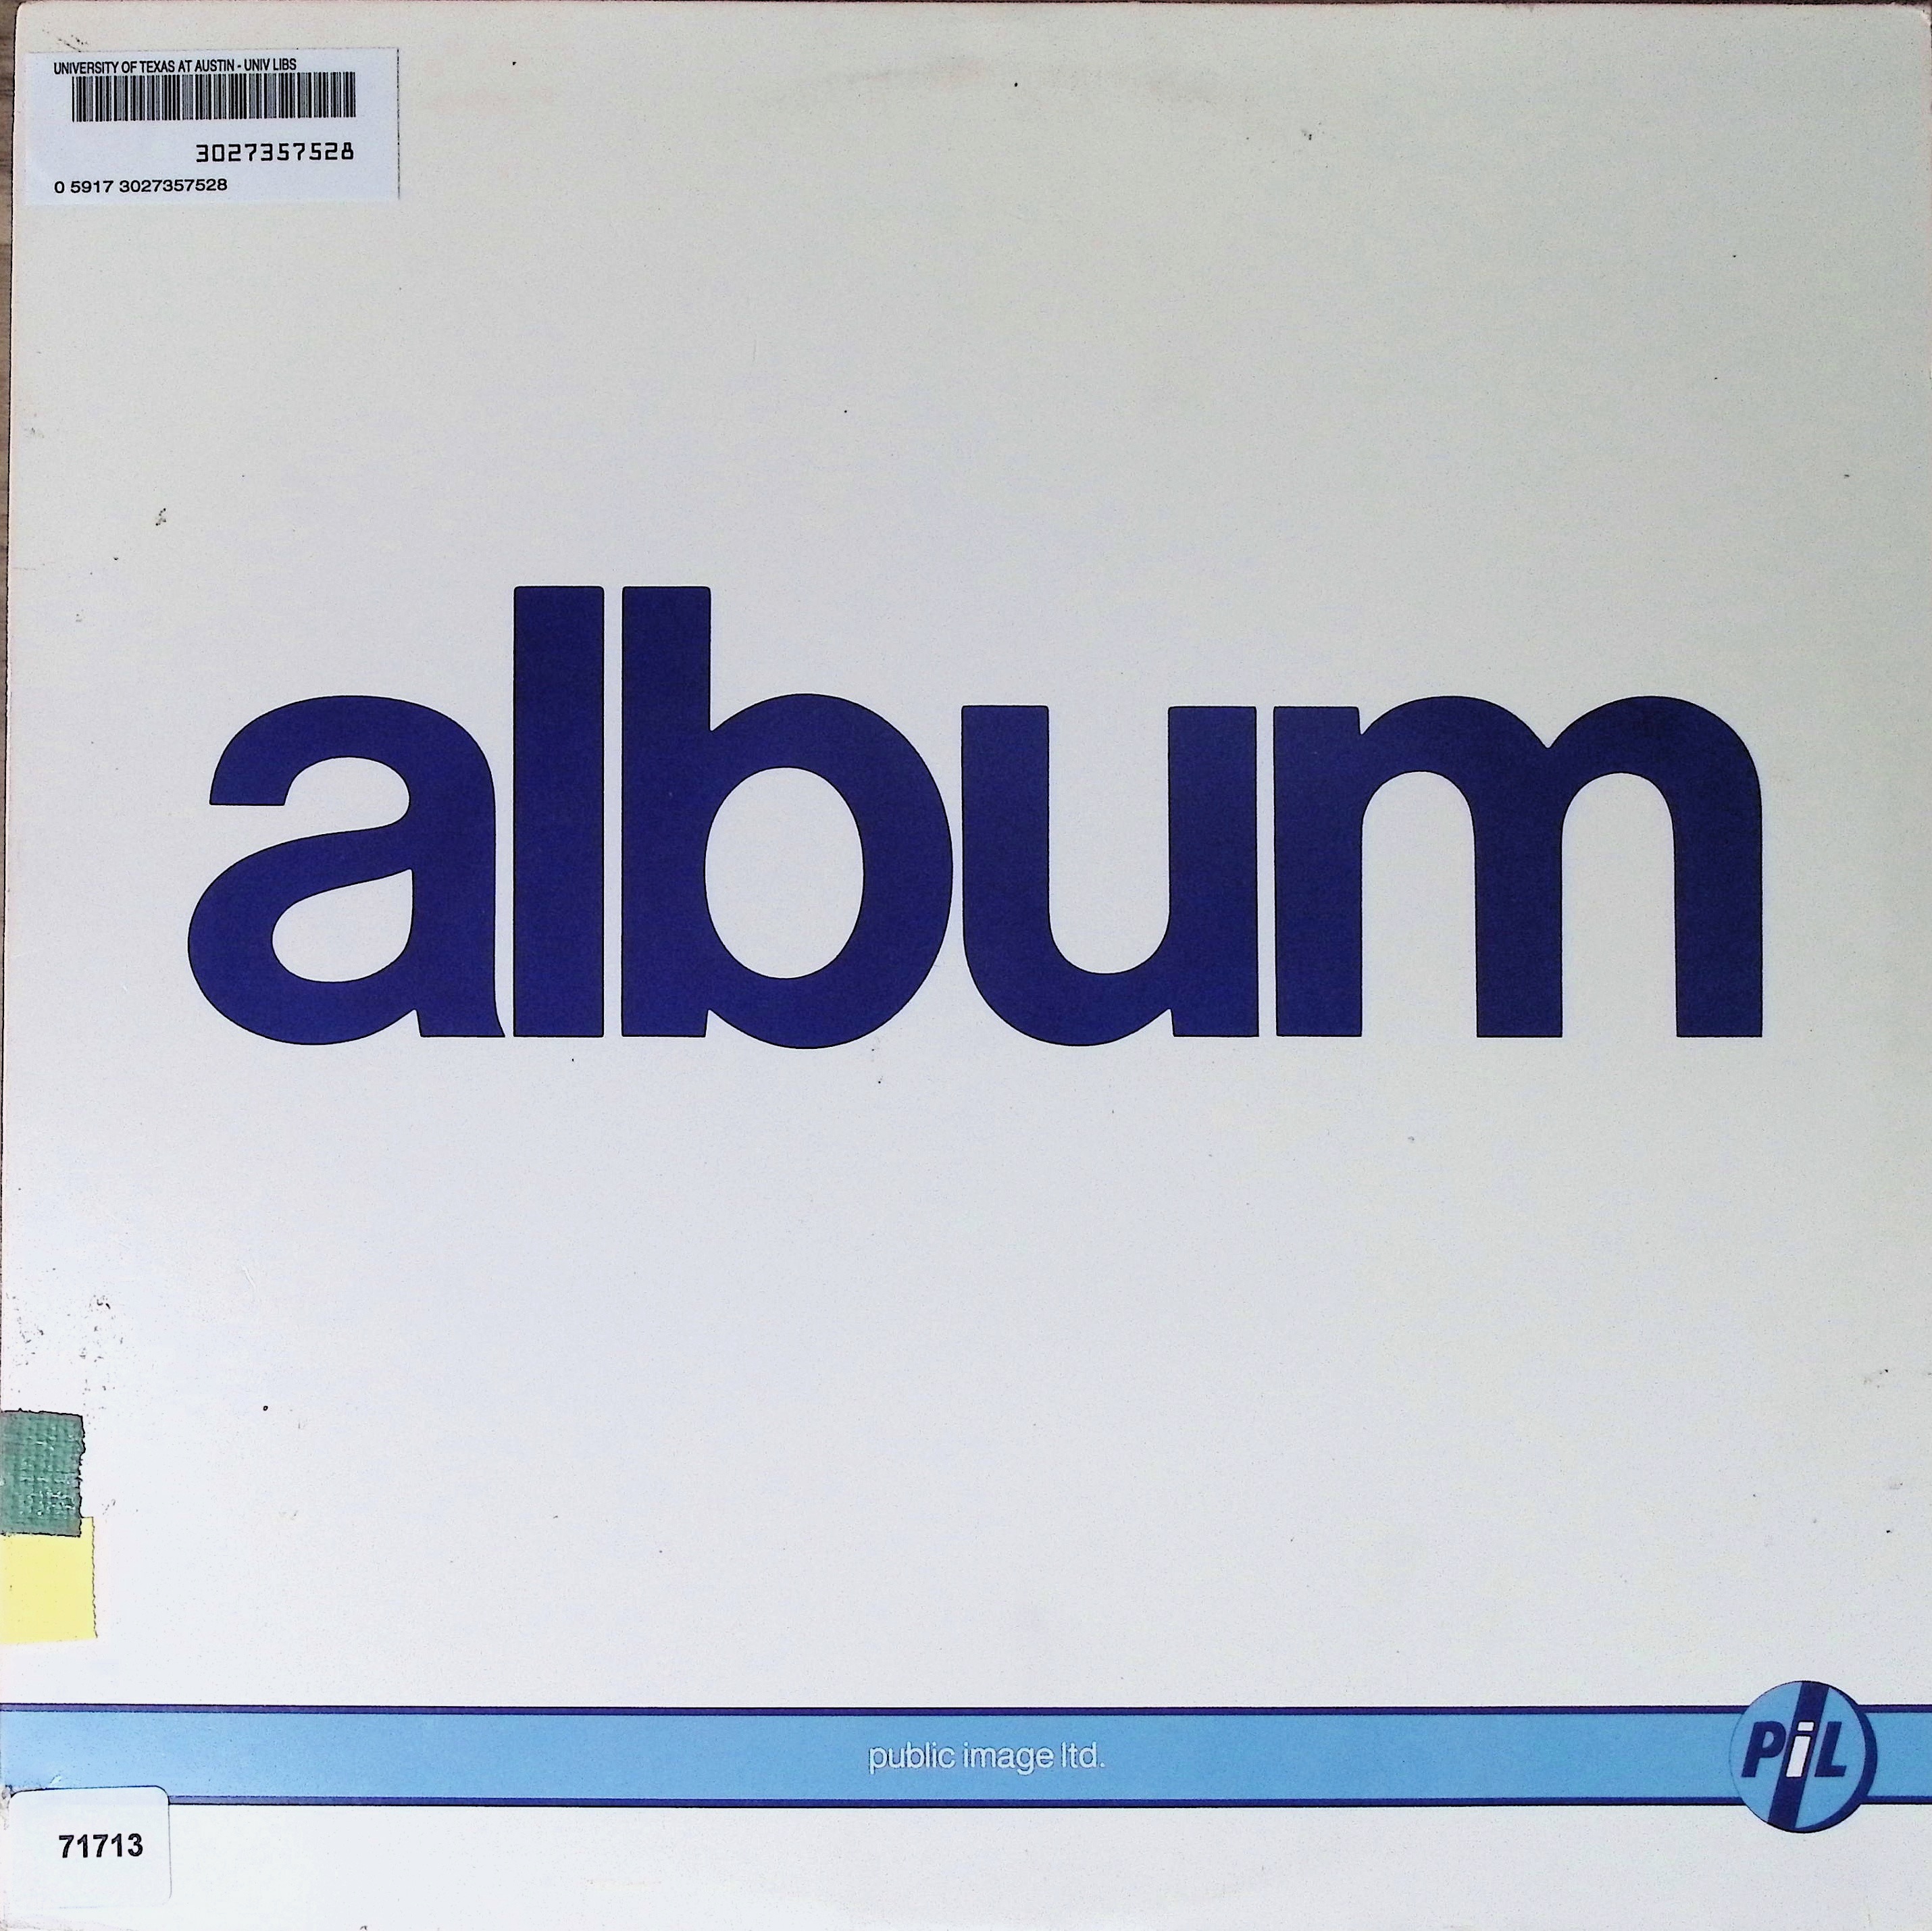 UNIVERSITY OF TEXAS AT AUSTIN - UNIV LIBS
3027357528
0 5917 3027357528
album
public image ltd.
PiL
71713